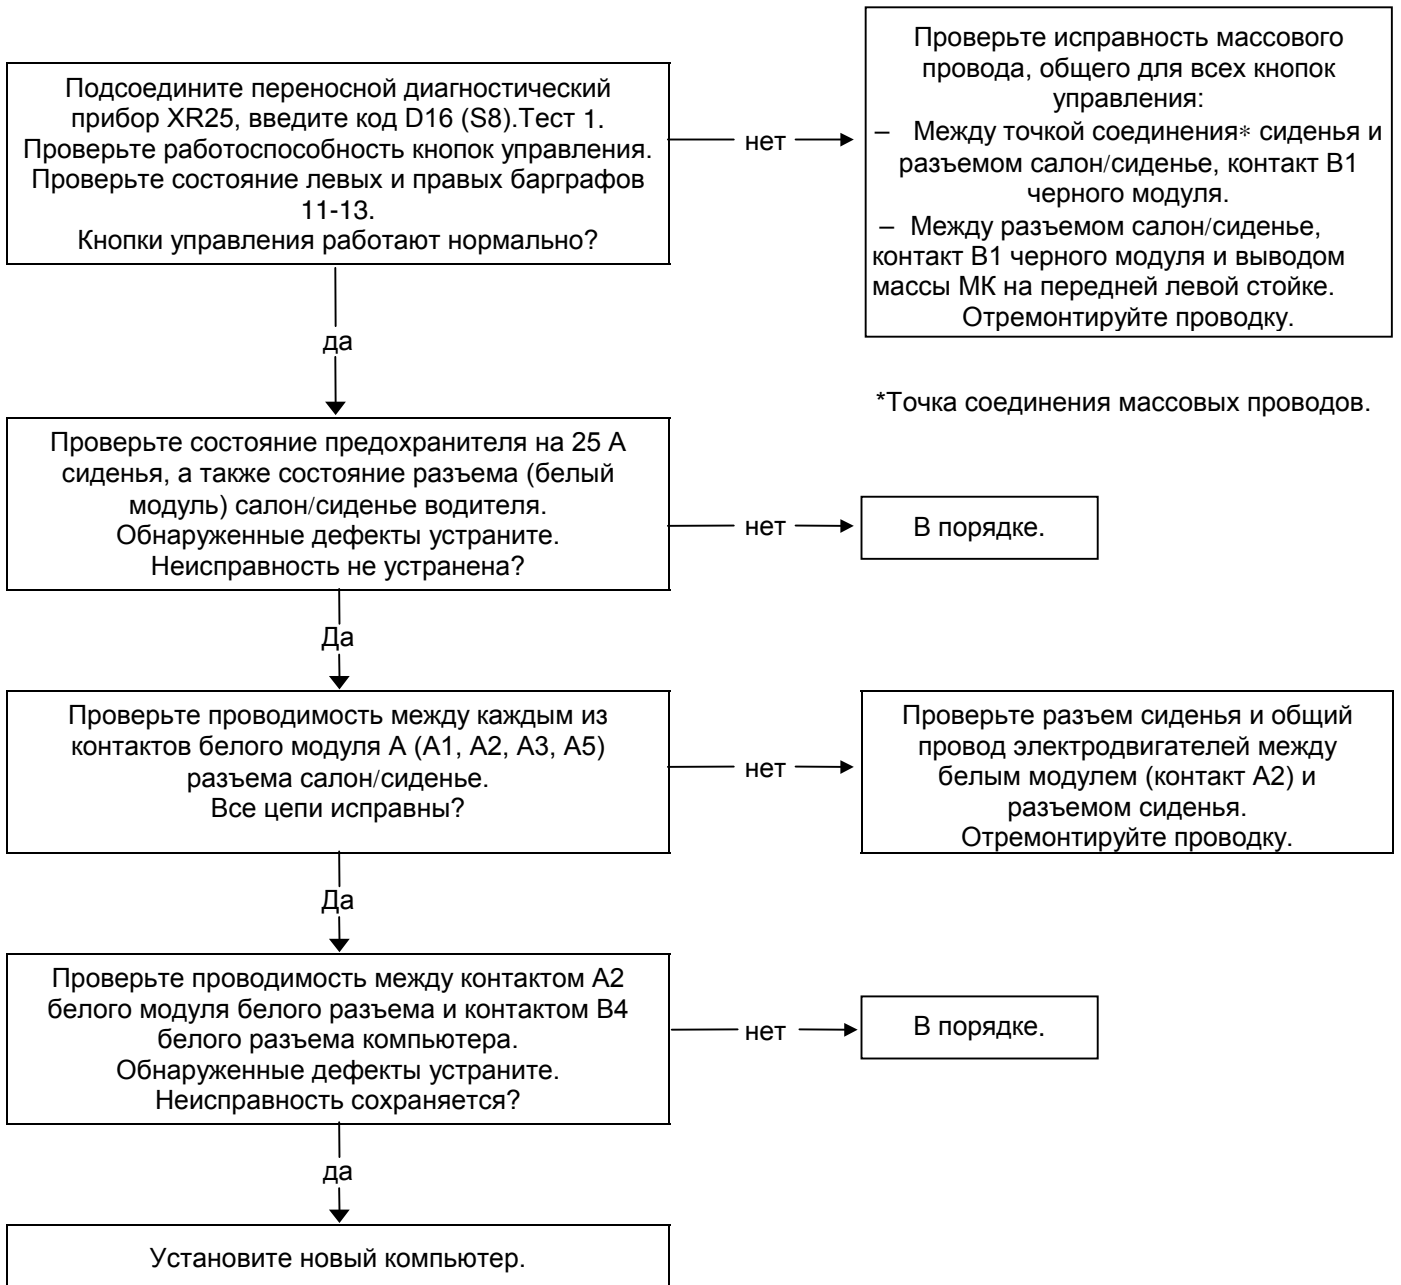 Подсоедините переносной диагностический
прибор XR25, введите код D16 (S8).Тест 1.
Проверьте работоспособность кнопок управления.
Проверьте состояние левых и правых барграфов
11-13.
Кнопки управления работают нормально?
нет
Проверьте исправность массового
провода, общего для всех кнопок
управления:
– Между точкой соединения* сиденья и
разъемом салон/сиденье, контакт В1
черного модуля.
– Между разъемом салон/сиденье,
контакт В1 черного модуля и выводом
массы МК на передней левой стойке.
Отремонтируйте проводку.
да
*Точка соединения массовых проводов.
Проверьте состояние предохранителя на 25 А
сиденья, а также состояние разъема (белый
модуль) салон/сиденье водителя.
Обнаруженные дефекты устраните.
Неисправность не устранена?
нет
В порядке.
Да
Проверьте проводимость между каждым из
контактов белого модуля А (А1, А2, А3, А5)
разъема салон/сиденье.
Все цепи исправны?
нет
Проверьте разъем сиденья и общий
провод электродвигателей между
белым модулем (контакт А2) и
разъемом сиденья.
Отремонтируйте проводку.
Да
Проверьте проводимость между контактом А2
белого модуля белого разъема и контактом В4
белого разъема компьютера.
Обнаруженные дефекты устраните.
Неисправность сохраняется?
нет
В порядке.
да
Установите новый компьютер.